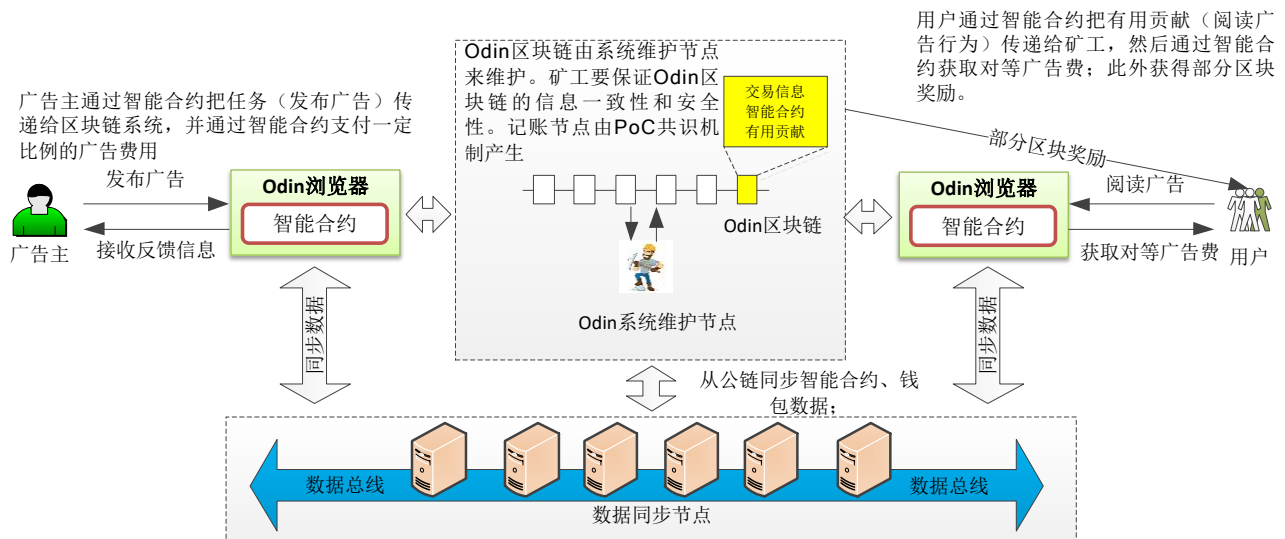 用户通过智能合约把有用贡献（阅读广
告行为）传递给矿工，然后通过智能合
约获取对等广告费；此外获得部分区块
奖励。
Odin区块链由系统维护节点
来维护。矿工要保证Odin区
块链的信息一致性和安全
性。记账节点由PoC共识机
制产生
交易信息
智能合约
有用贡献
广告主通过智能合约把任务（发布广告）传
递给区块链系统，并通过智能合约支付一定
比例的广告费用
发布广告
Odin浏览器
智能合约
接收反馈信息
广告主
Odin区块链
Odin系统维护节点
部分区块奖励
Odin浏览器
智能合约
阅读广告
获取对等广告费
用户
同步数据
同步数据
从公链同步智能合约、钱
包数据；
数据总线
数据总线
数据同步节点